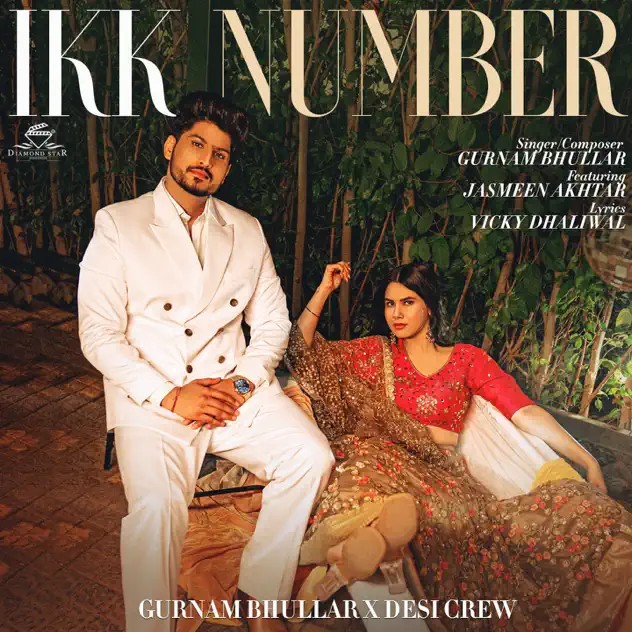 IKK NUMBER
DIAMOND STAR
Singer/Composer
GURNAM BHULLAR
Featuring
JASMEEN AKHTAR
Lyrics
VICKY DHALIWAL
GURNAM BHULLAR X DESI CREW